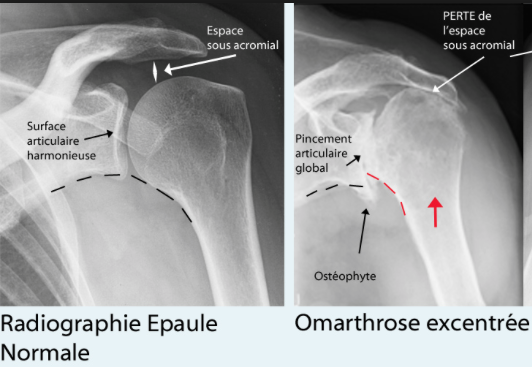 Espace
sous acromial
Surface
articulaire
harmonieuse
Radiographie Epaule
Normale
PERTE de
l'espace
sous acromial
Pincement
articulaire
global
Ostéophyte
Omarthrose excentrée